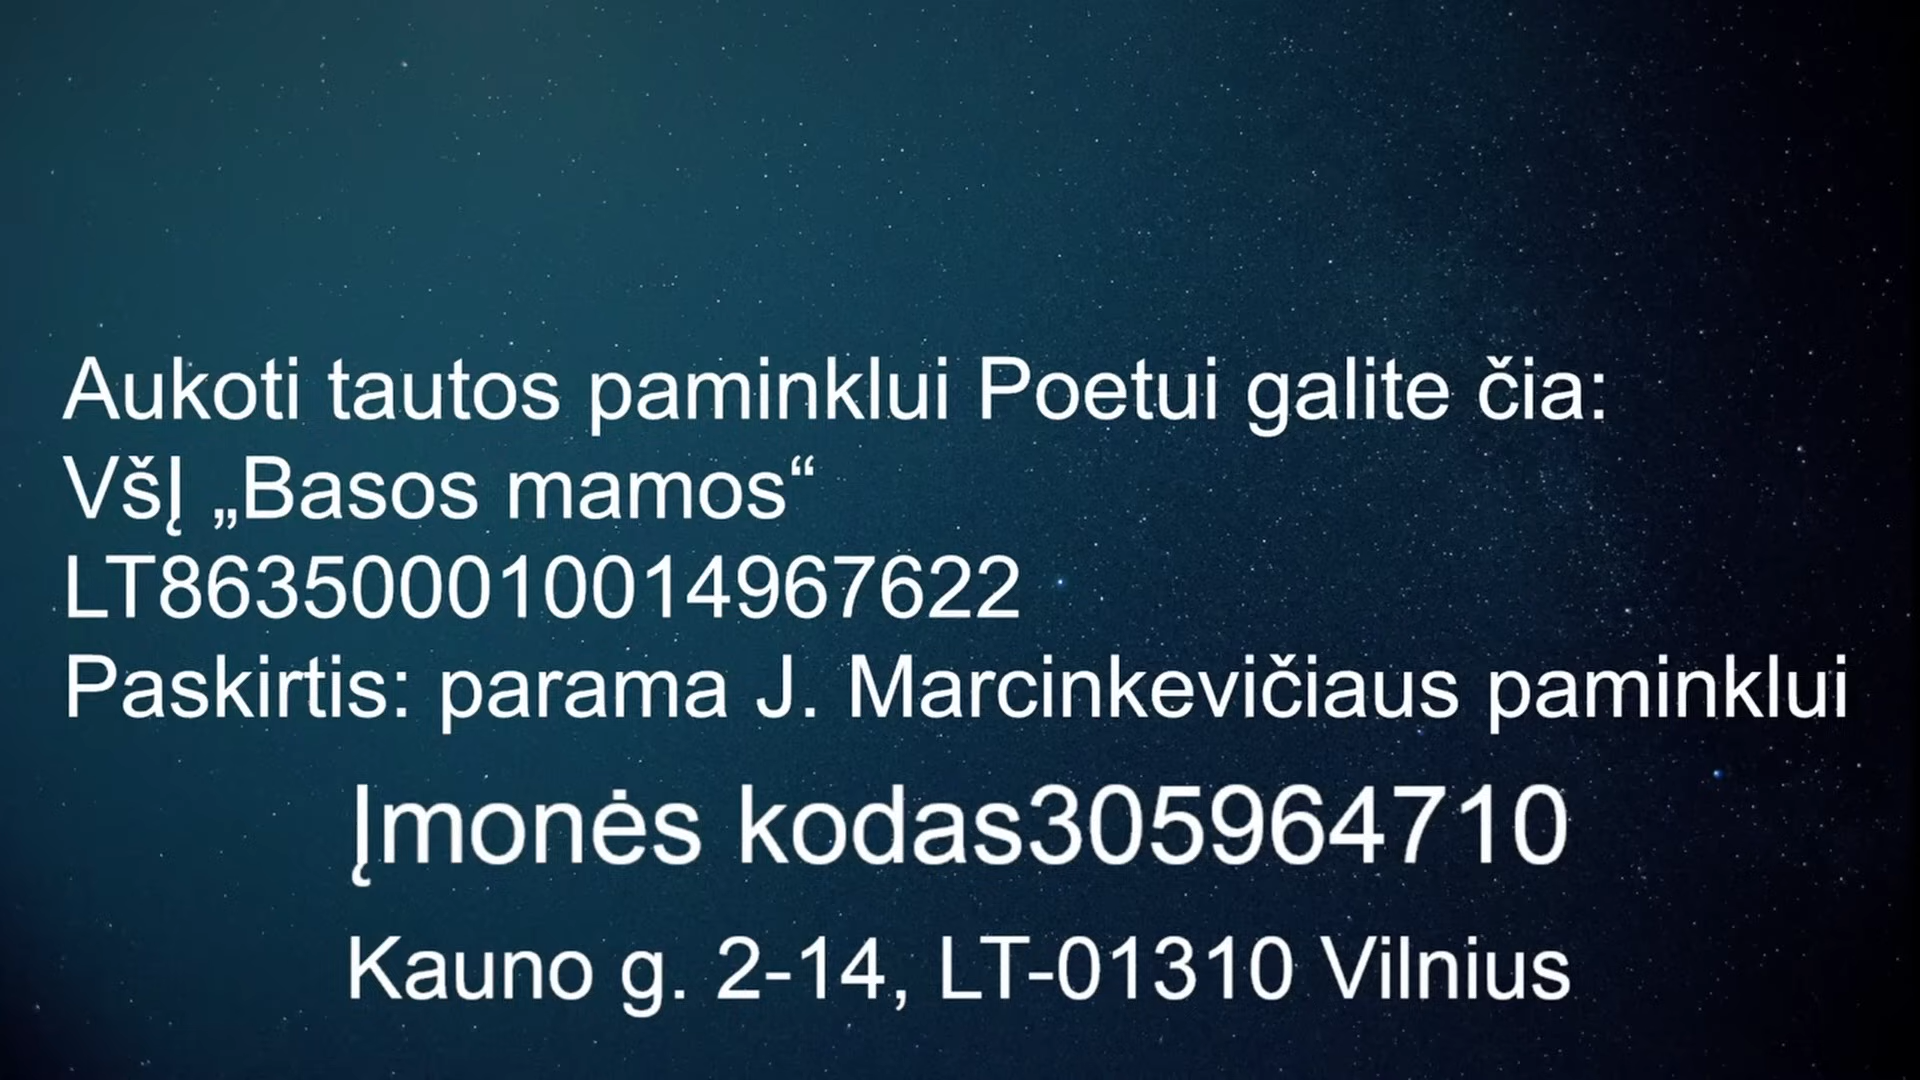 Aukoti tautos paminklui Poetui galite čia:
VšĮ „Basos mamos“
LT863500010014967622
Paskirtis: parama J. Marcinkevičiaus paminklui
Įmonės kodas305964710
Kauno g. 2-14, LT-01310 Vilnius